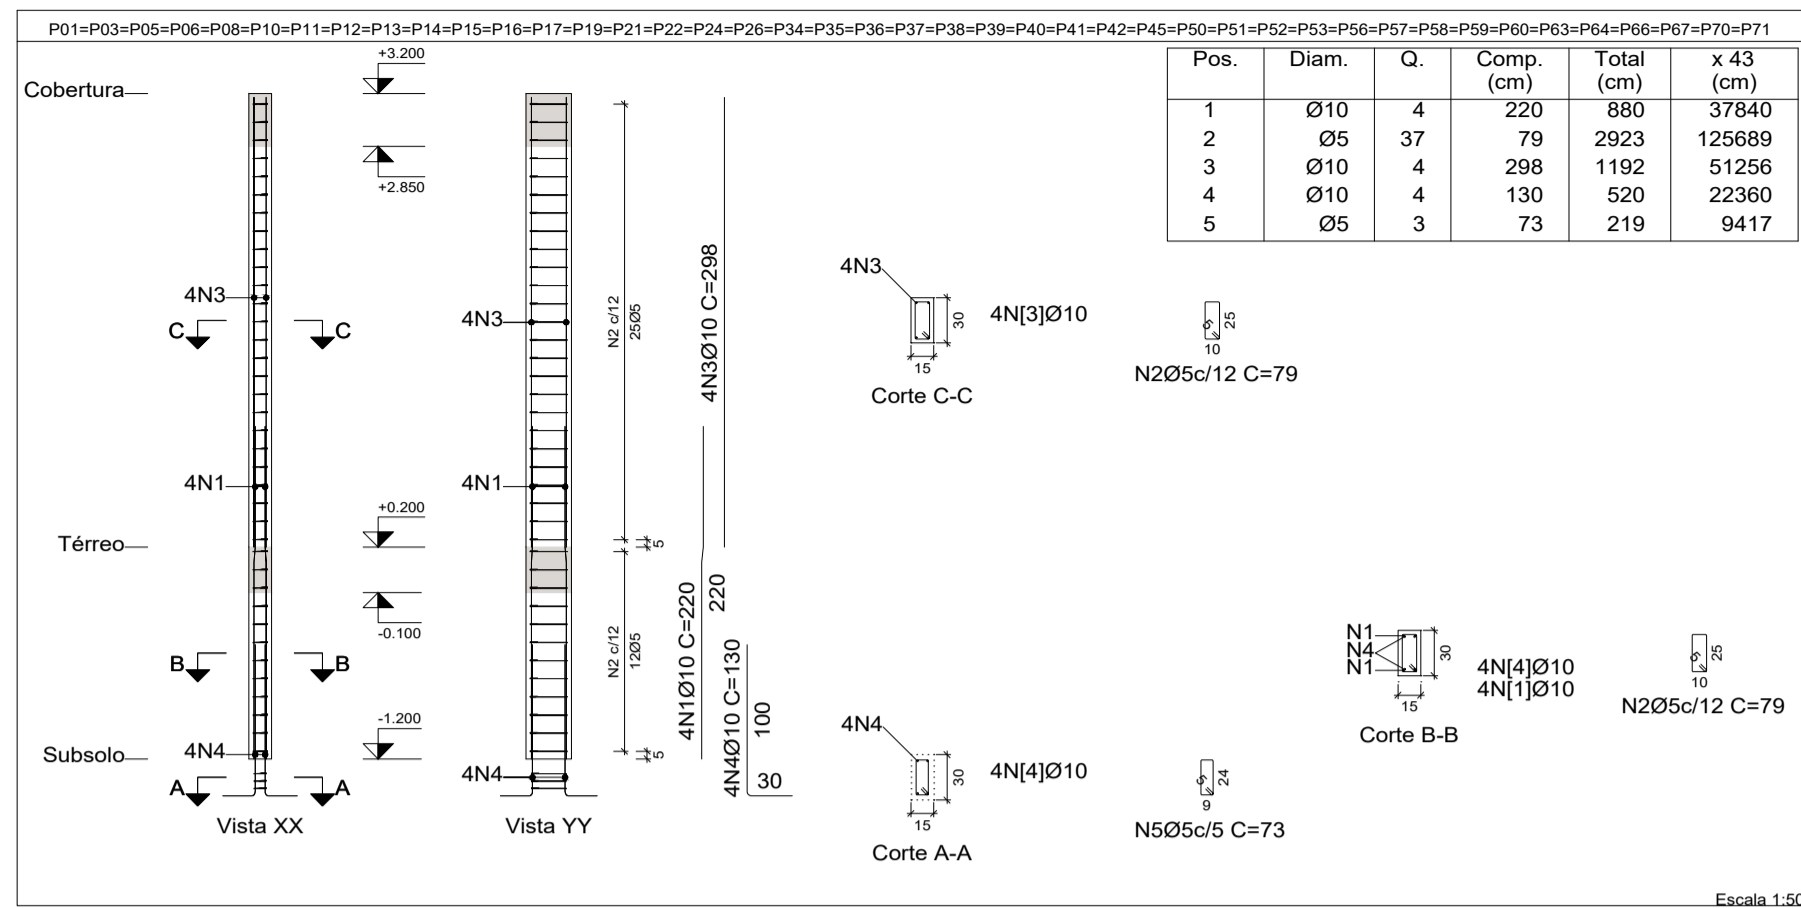 P01=P03=P05=P06=P08=P10=P11=P12=P13=P14=P15=P16=P17=P19=P21=P22=P24=P26=P34=P35=P36=P37=P38=P39=P40=P41=P42=P45=P50=P51=P52=P53=P56=P57=P58=P59=P60=P63=P64=P66=P67=P70=P71
Pos. Diam. Q. Comp. (cm) Total (cm) x 43 (cm)
1 Ø10 4 220 880 37840
2 Ø5 37 79 2923 125689
3 Ø10 4 298 1192 51256
4 Ø10 4 130 520 22360
5 Ø5 3 73 219 9417
Cobertura
+3.200
+2.850
4N3
C C
4N1
Térreo
+0.200
-0.100
B B
-1.200
Subsolo
4N4
A A
Vista XX
4N3
4N1
4N4
Vista YY
N2 c/12
25Ø5
5
N2 c/12
12Ø5
5
4N3Ø10 C=298
4N1Ø10 C=220
220
4N4Ø10 C=130
100
30
4N3
30
15
4N[3]Ø10
Corte C-C
5
25
10
N2Ø5c/12 C=79
4N4
30
15
4N[4]Ø10
Corte A-A
5
24
9
N5Ø5c/5 C=73
N1
N4
N1
30
15
4N[4]Ø10
4N[1]Ø10
Corte B-B
5
25
10
N2Ø5c/12 C=79
Escala 1:50